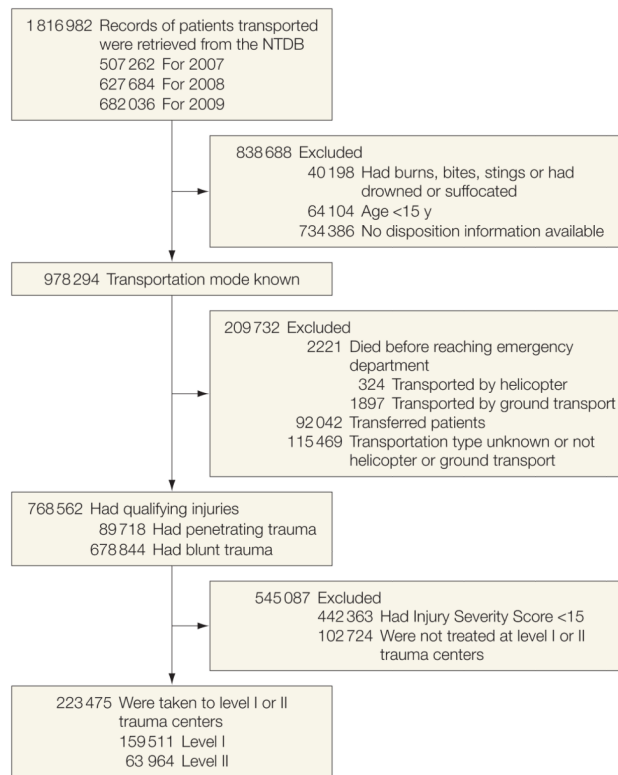 1 816 982 Records of patients transported
were retrieved from the NTDB
507 262 For 2007
627 684 For 2008
682 036 For 2009
838 688 Excluded
40 198 Had burns, bites, stings or had
drowned or suffocated
64 104 Age <15 y
734 386 No disposition information available
978 294 Transportation mode known
209 732 Excluded
2221 Died before reaching emergency
department
324 Transported by helicopter
1897 Transported by ground transport
92 042 Transferred patients
115 469 Transportation type unknown or not
helicopter or ground transport
768 562 Had qualifying injuries
89 718 Had penetrating trauma
678 844 Had blunt trauma
545 087 Excluded
442 363 Had Injury Severity Score <15
102 724 Were not treated at level I or II
trauma centers
223 475 Were taken to level I or II
trauma centers
159 511 Level I
63 964 Level II